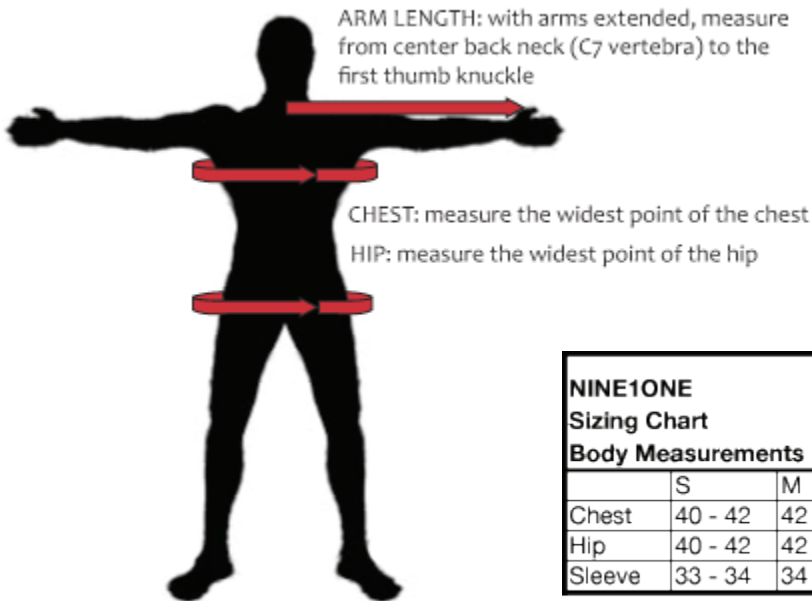 ARM LENGTH: with arms extended, measure
from center back neck (C7 vertebra) to the
first thumb knuckle
CHEST: measure the widest point of the chest
HIP: measure the widest point of the hip
NINE1ONE
Sizing Chart
Body Measurements
S M
Chest 40 - 42 42
Hip 40 - 42 42
Sleeve 33 - 34 34